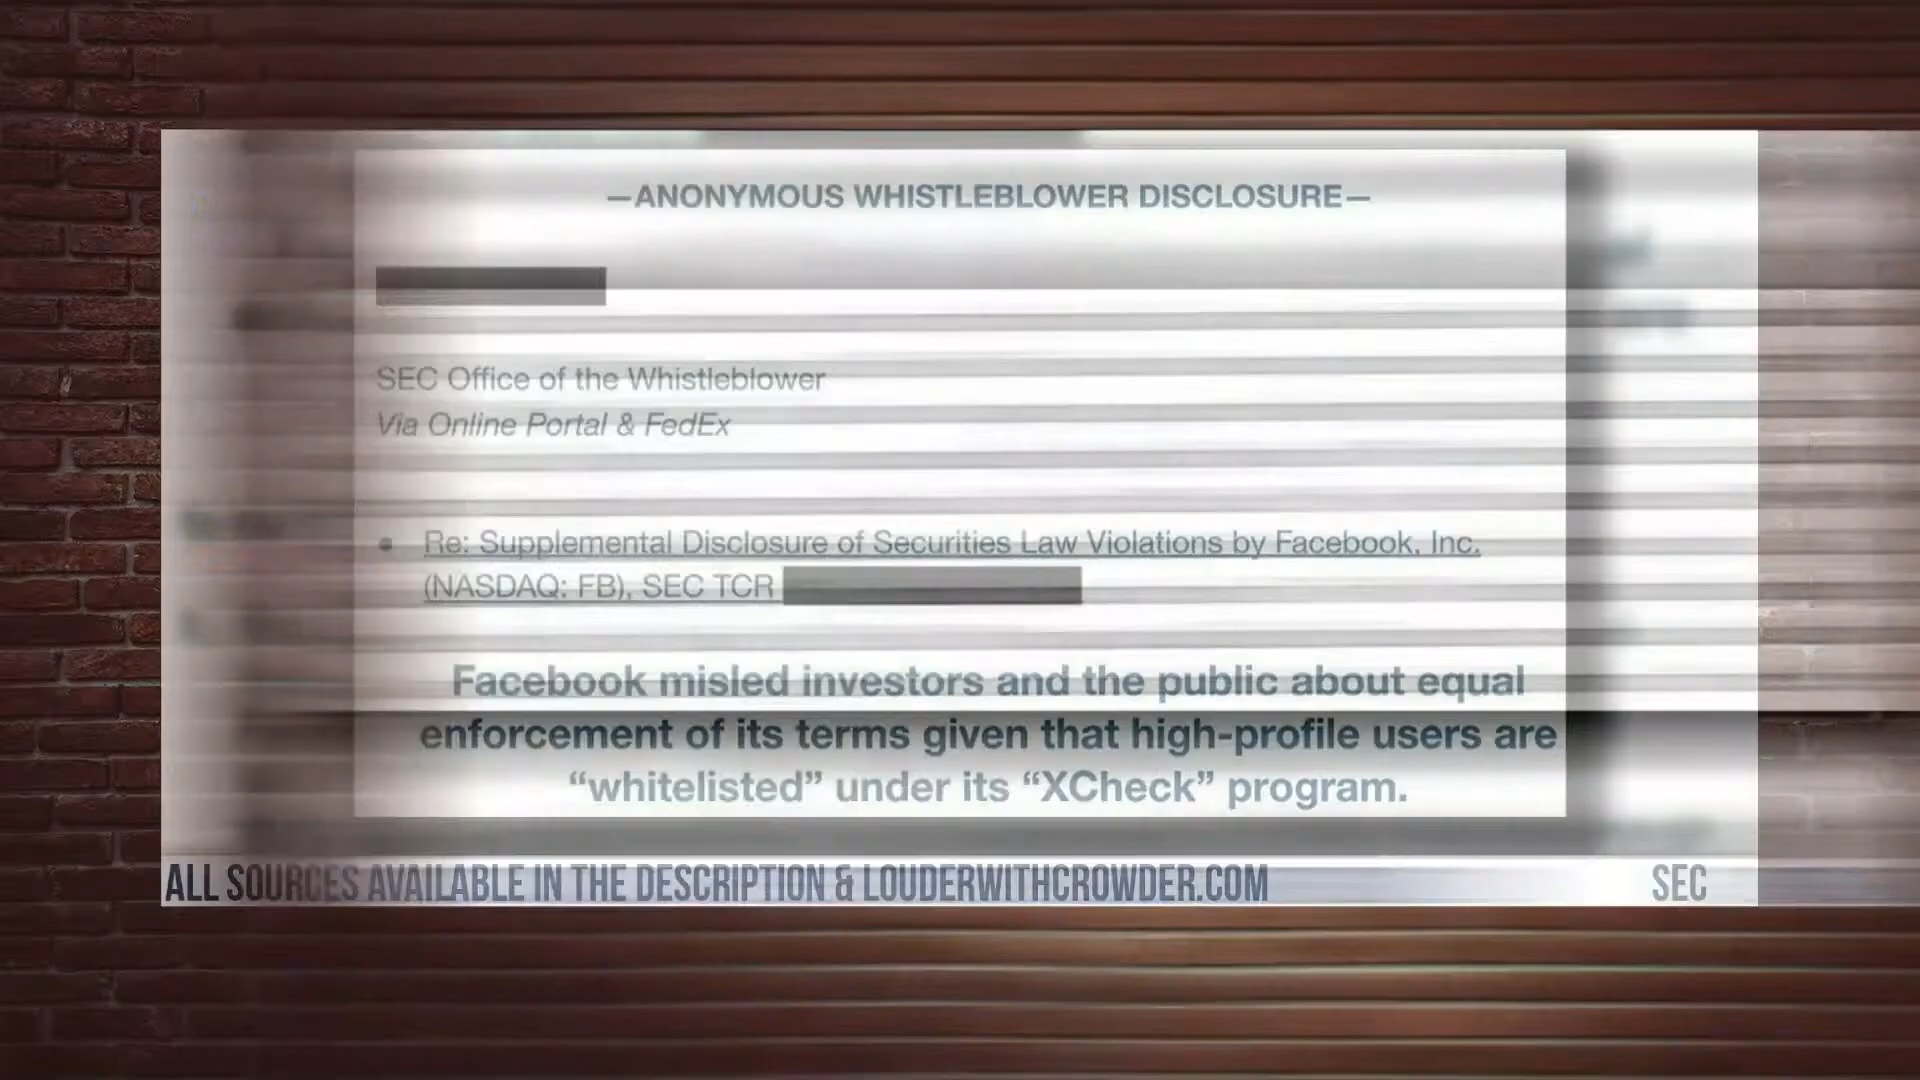 —ANONYMOUS WHISTLEBLOWER DISCLOSURE—
SEC Office of the Whistleblower
Via Online Portal & FedEx
• Re: Supplemental Disclosure of Securities Law Violations by Facebook, Inc.
(NASDAQ: FB), SEC TCR
Facebook misled investors and the public about equal
enforcement of its terms given that high-profile users are
“whitelisted” under its “XCheck” program.
ALL SOURCES AVAILABLE IN THE DESCRIPTION & LOUDERWITHCROWDER.COM
SEC